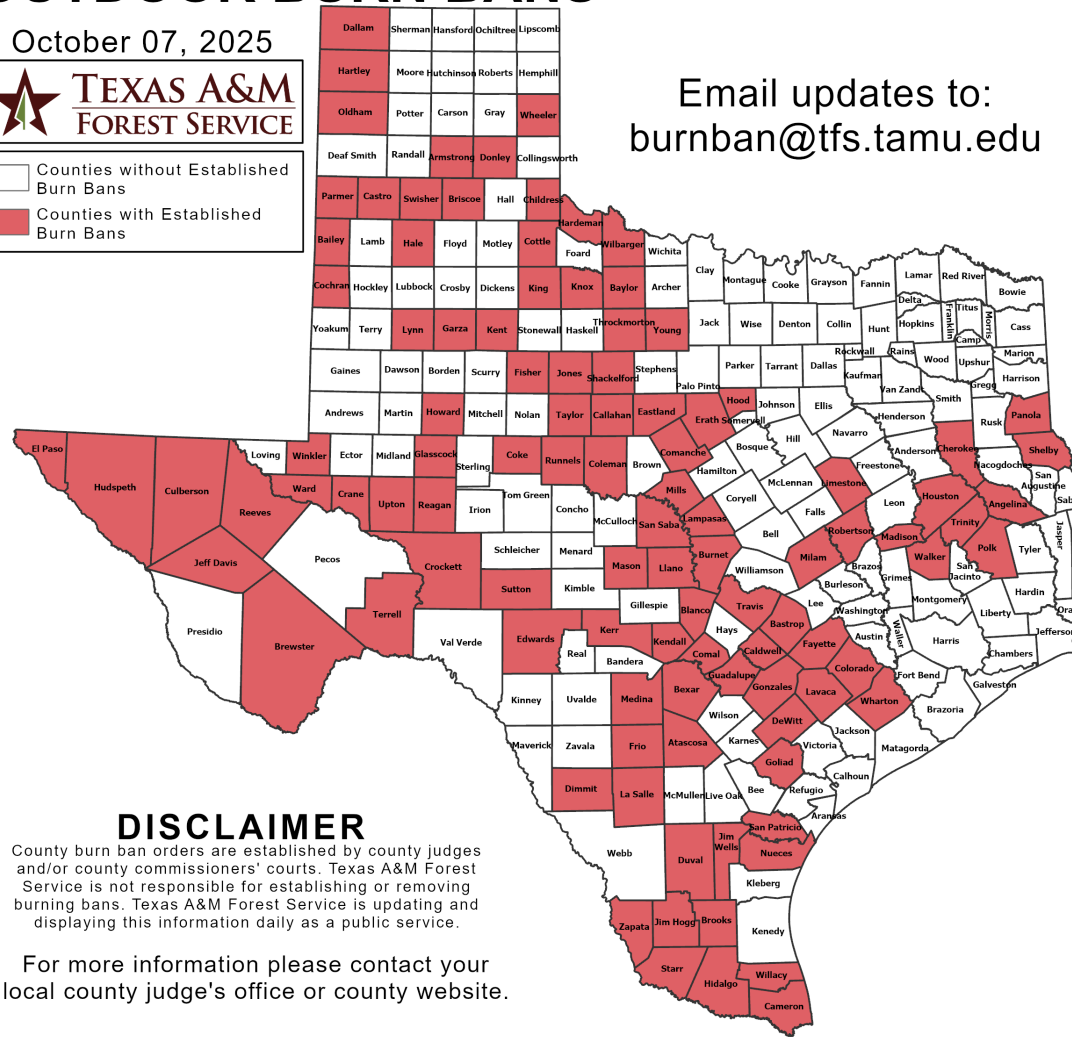 OUTDOOR BURN BANS
October 07, 2025
TEXAS A&M
FOREST SERVICE
Counties without Established
Burn Bans
Counties with Established
Burn Bans
Email updates to:
burnban@tfs.tamu.edu
Dallam Sherman Hansford Ochiltree Lipscomb
Hartley Moore Hutchinson Roberts Hemphill
Oldham Potter Carson Gray Wheeler
Deaf Smith Randall Armstrong Donley Collingsworth
Parmer Castro Swisher Briscoe Hall Childress
Hardeman
Bailey Lamb Hale Floyd Motley Cottle Foard Wilbarger Wichita
Clay Montague Cooke Grayson Fannin Lamar Red River Bowie
Cochran Hockley Lubbock Crosby Dickens King Knox Baylor Archer
Delta Titus Franklin Morris
Yoakum Terry Lynn Garza Kent Stonewall Haskell Throckmorton Young Jack Wise Denton Collin Hunt Hopkins Cass
Camp
Rockwall Rains Wood Upshur Marion
Gaines Dawson Borden Scurry Fisher Jones Shackelford Stephens Palo Pinto Parker Tarrant Dallas Kaufman Van Zandt Smith Gregg Harrison
Andrews Martin Howard Mitchell Nolan Taylor Callahan Eastland Erath Hood Somervell Johnson Ellis Henderson Rusk Panola
El Paso Hudspeth Culberson Reeves Loving Winkler Ector Midland Glasscock Sterling Coke Runnels Coleman Brown Comanche Hamilton Bosque Hill Navarro Freestone Anderson Cherokee Nacogdoches Shelby
San
Augustine
Sab
Ward Crane Upton Reagan Irion Tom Green Concho McCulloch San Saba Mills Lampasas Coryell McLennan Limestone Falls Leon Houston Angelina
Jeff Davis Pecos Crockett Schleicher Menard Mason Llano Burnet Bell Milam Robertson Madison Trinity Walker Polk Tyler Jasper
Williamson Brazos Grimes
San
Jacinto
Presidio Brewster Terrell Val Verde Sutton Kimble Gillespie Blanco Travis Bastrop Lee Burleson Washington Montgomery Liberty Hardin
Ora
Edwards Kerr Real Bandera Kendall Hays Comal Caldwell Fayette Austin Waller Harris Chambers Jefferson
Kinney Uvalde Medina Bexar Guadalupe Gonzales Lavaca Colorado Wharton Fort Bend Brazoria Galveston
Maverick Zavala Frio Atascosa Wilson Karnes DeWitt Victoria Jackson Matagorda
Dimmit La Salle McMullen Live Oak Bee Goliad Refugio Calhoun
Aransas
Webb Duval
Jim
Wells
San Patricio
Nueces
Kleberg
Zapata Jim Hogg Brooks Kenedy
Starr Hidalgo Willacy
Cameron
DISCLAIMER
County burn ban orders are established by county judges
and/or county commissioners' courts. Texas A&M Forest
Service is not responsible for establishing or removing
burning bans. Texas A&M Forest Service is updating and
displaying this information daily as a public service.
For more information please contact your
local county judge's office or county website.